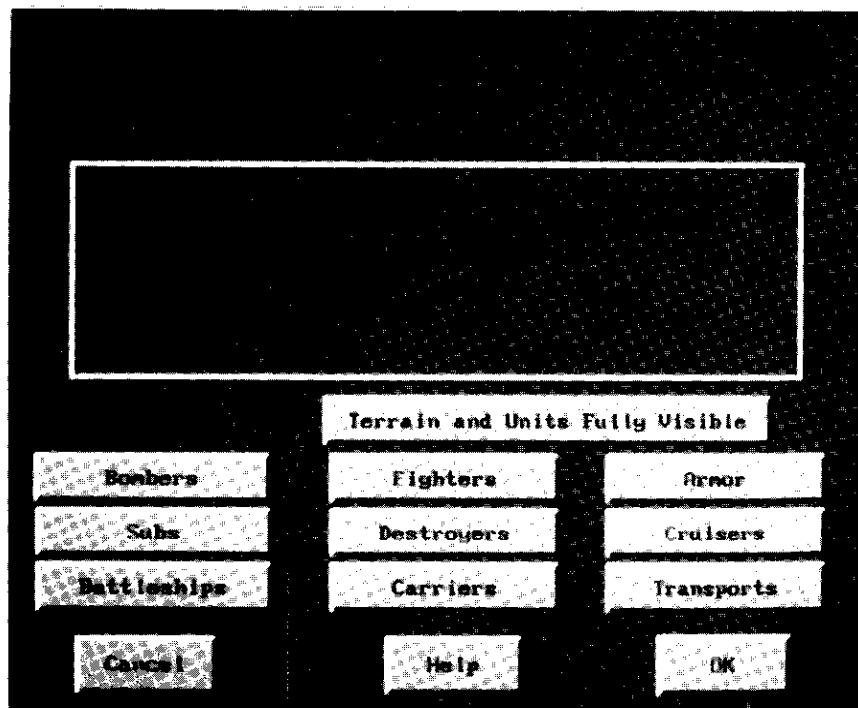 Terrain and Units Fully Visible
Bombers Fighters Armor
Subs Destroyers Cruisers
Battleships Carriers Transports
Cancel Help OK